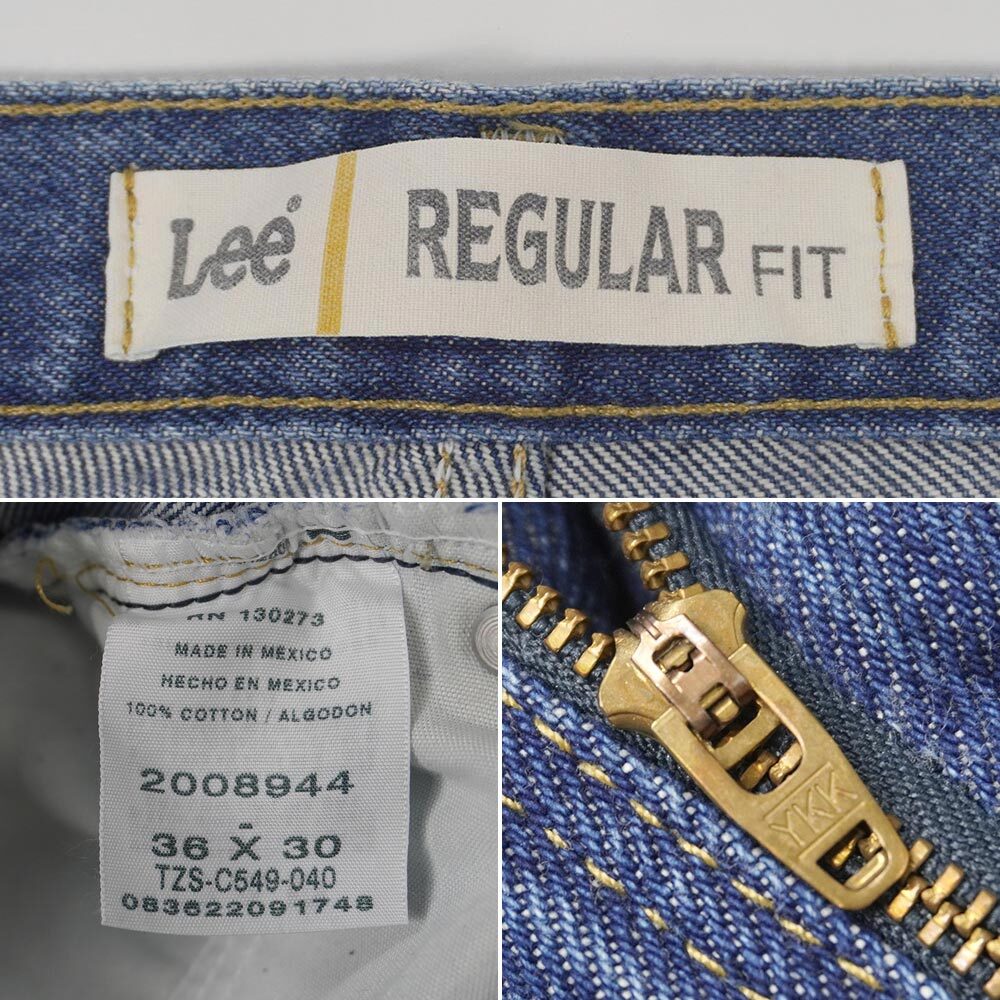 Lee® REGULAR FIT
RN 130273
MADE IN MEXICO
HECHO EN MEXICO
100% COTTON / ALGODON
2008944
36 X 30
TZS-C549-040
083622091748
YKK